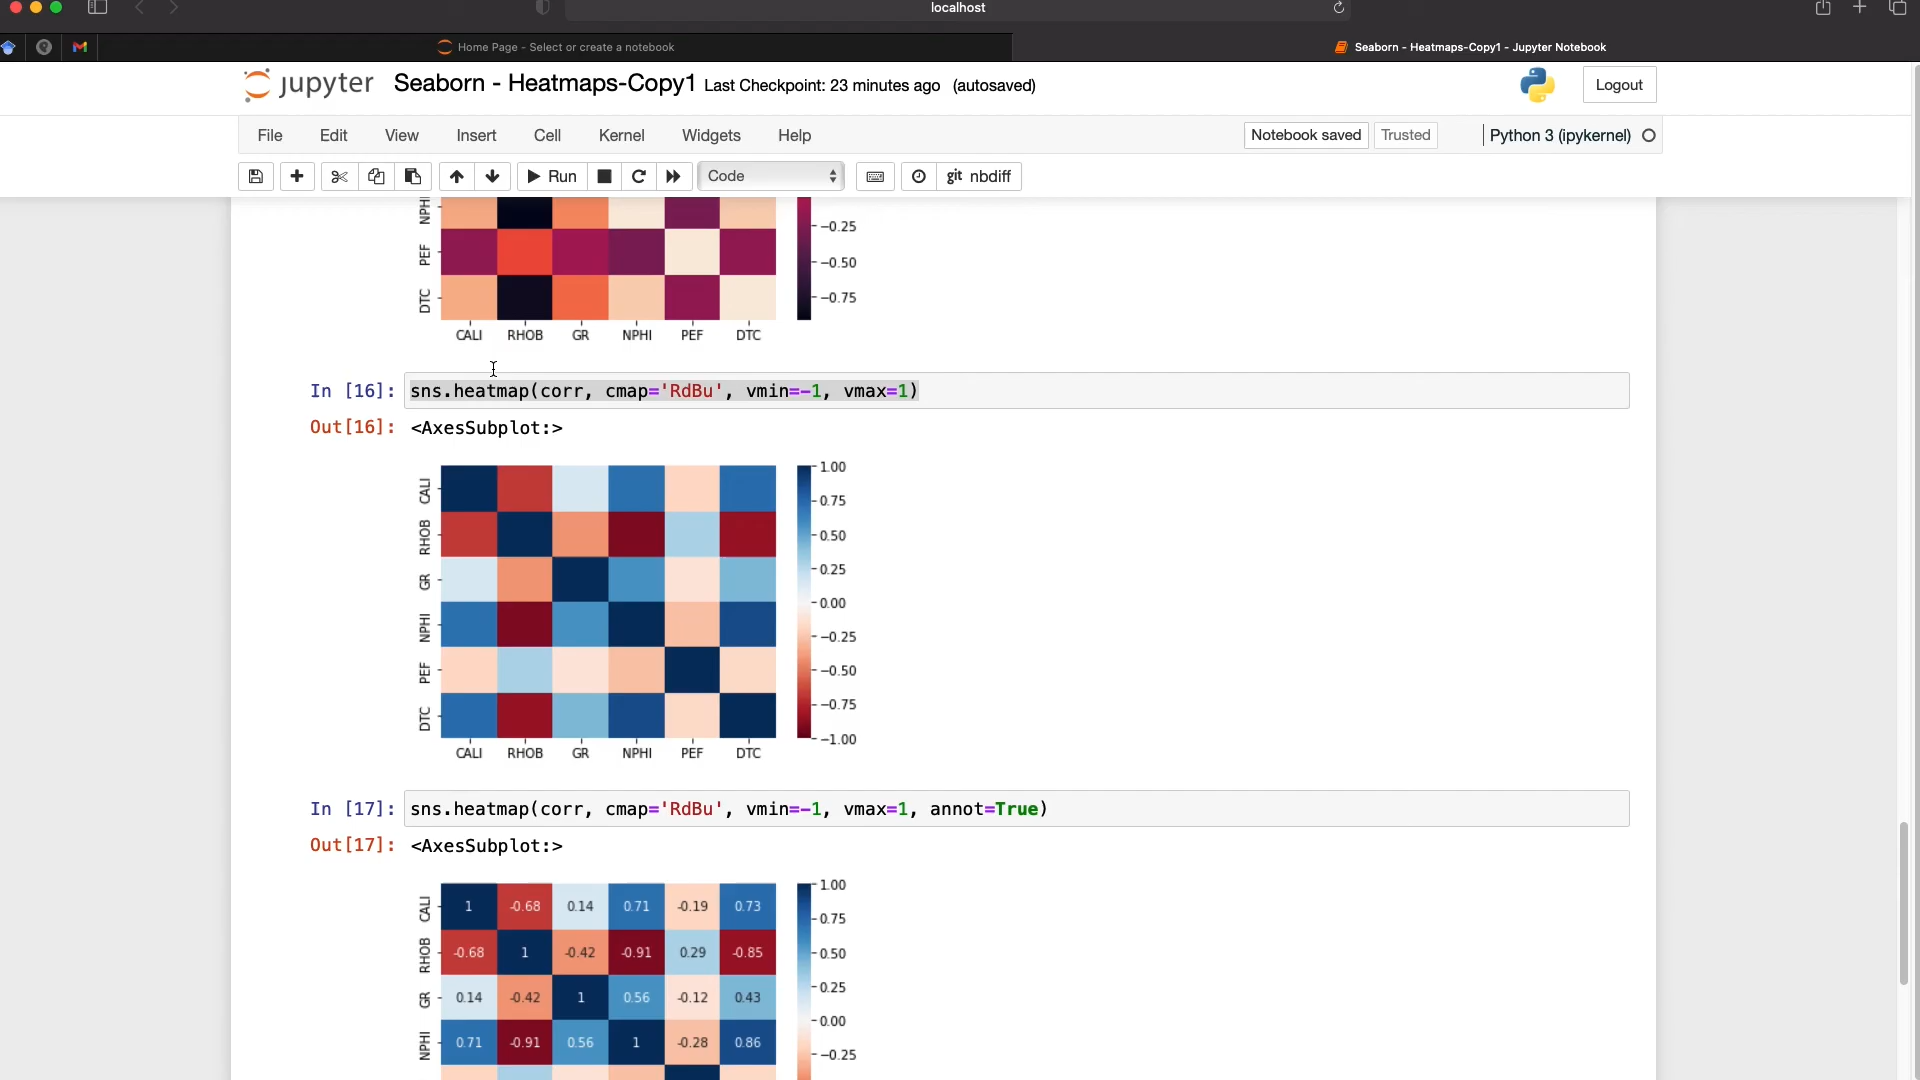 localhost
Home Page - Select or create a notebook
Seaborn - Heatmaps-Copy1 - Jupyter Notebook
jupyter Seaborn - Heatmaps-Copy1 Last Checkpoint: 23 minutes ago (autosaved)
Logout
File Edit View Insert Cell Kernel Widgets Help
Notebook saved Trusted Python 3 (ipykernel)
Run Code git nbdiff
NPHI
-0.25
PEF
-0.50
DTC
-0.75
CALI RHOB GR NPHI PEF DTC
In [16]: sns.heatmap(corr, cmap='RdBu', vmin=-1, vmax=1)
Out[16]: <AxesSubplot:>
1.00
CALI
0.75
RHOB
0.50
0.25
GR
0.00
NPHI
-0.25
PEF
-0.50
-0.75
DTC
-1.00
CALI RHOB GR NPHI PEF DTC
In [17]: sns.heatmap(corr, cmap='RdBu', vmin=-1, vmax=1, annot=True)
Out[17]: <AxesSubplot:>
1.00
CALI 1 -0.68 0.14 0.71 -0.19 0.73
0.75
RHOB -0.68 1 -0.42 -0.91 0.29 -0.85
0.50
0.25
GR 0.14 -0.42 1 0.56 -0.12 0.43
0.00
NPHI 0.71 -0.91 0.56 1 -0.28 0.86
-0.25